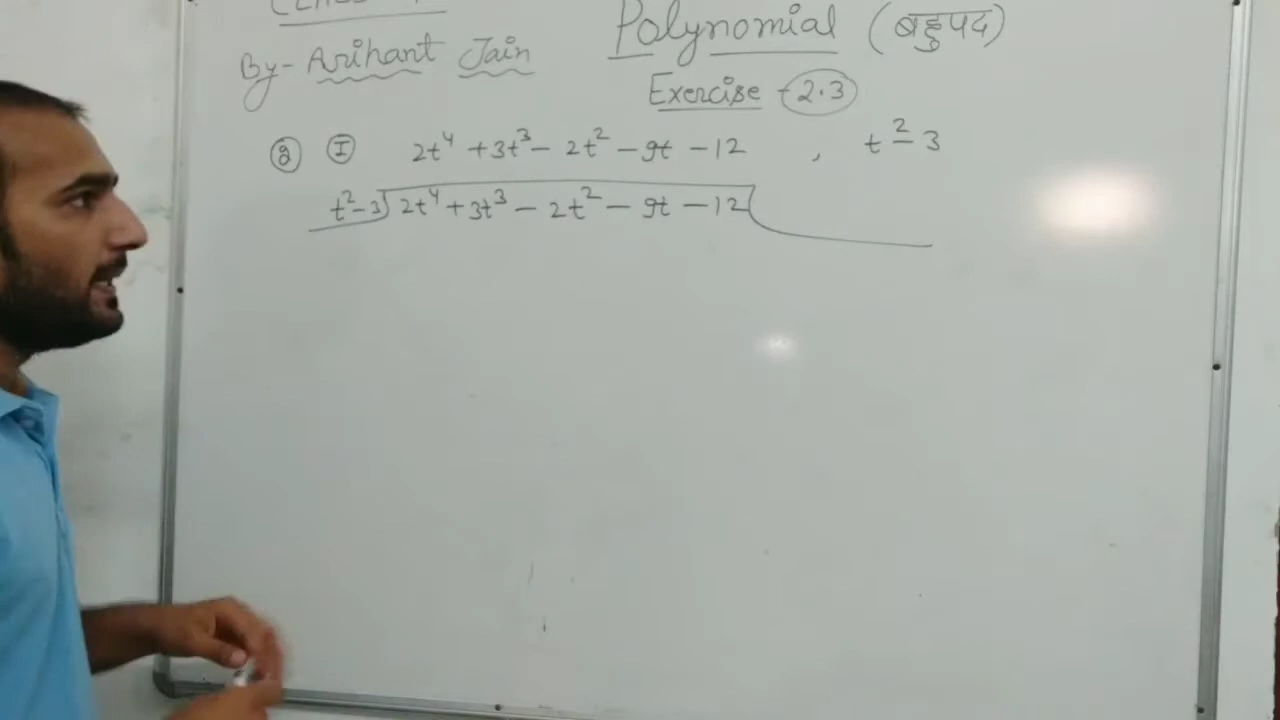 Polynomial (बहुपद)
By- Arihant Jain
Exercise - 2.3
2 I 2t⁴ + 3t³ - 2t² - 9t - 12 , t² - 3
t² - 3) 2t⁴ + 3t³ - 2t² - 9t - 12 (